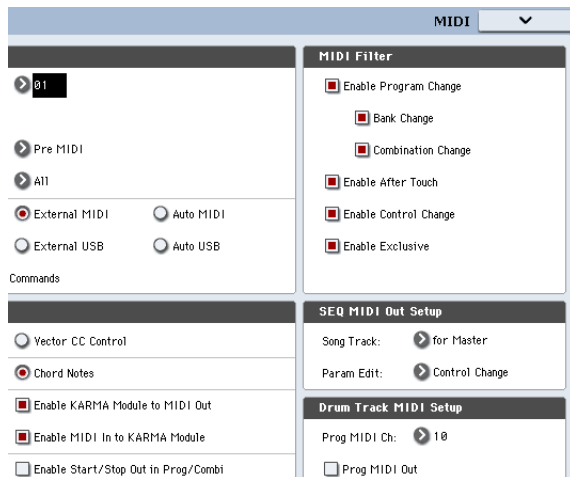 MIDI
01
Pre MIDI
All
External MIDI
Auto MIDI
External USB
Auto USB
Commands
Vector CC Control
Chord Notes
Enable KARMA Module to MIDI Out
Enable MIDI In to KARMA Module
Enable Start/Stop Out in Prog/Combi
MIDI Filter
Enable Program Change
Bank Change
Combination Change
Enable After Touch
Enable Control Change
Enable Exclusive
SEQ MIDI Out Setup
Song Track: for Master
Param Edit: Control Change
Drum Track MIDI Setup
Prog MIDI Ch: 10
Prog MIDI Out